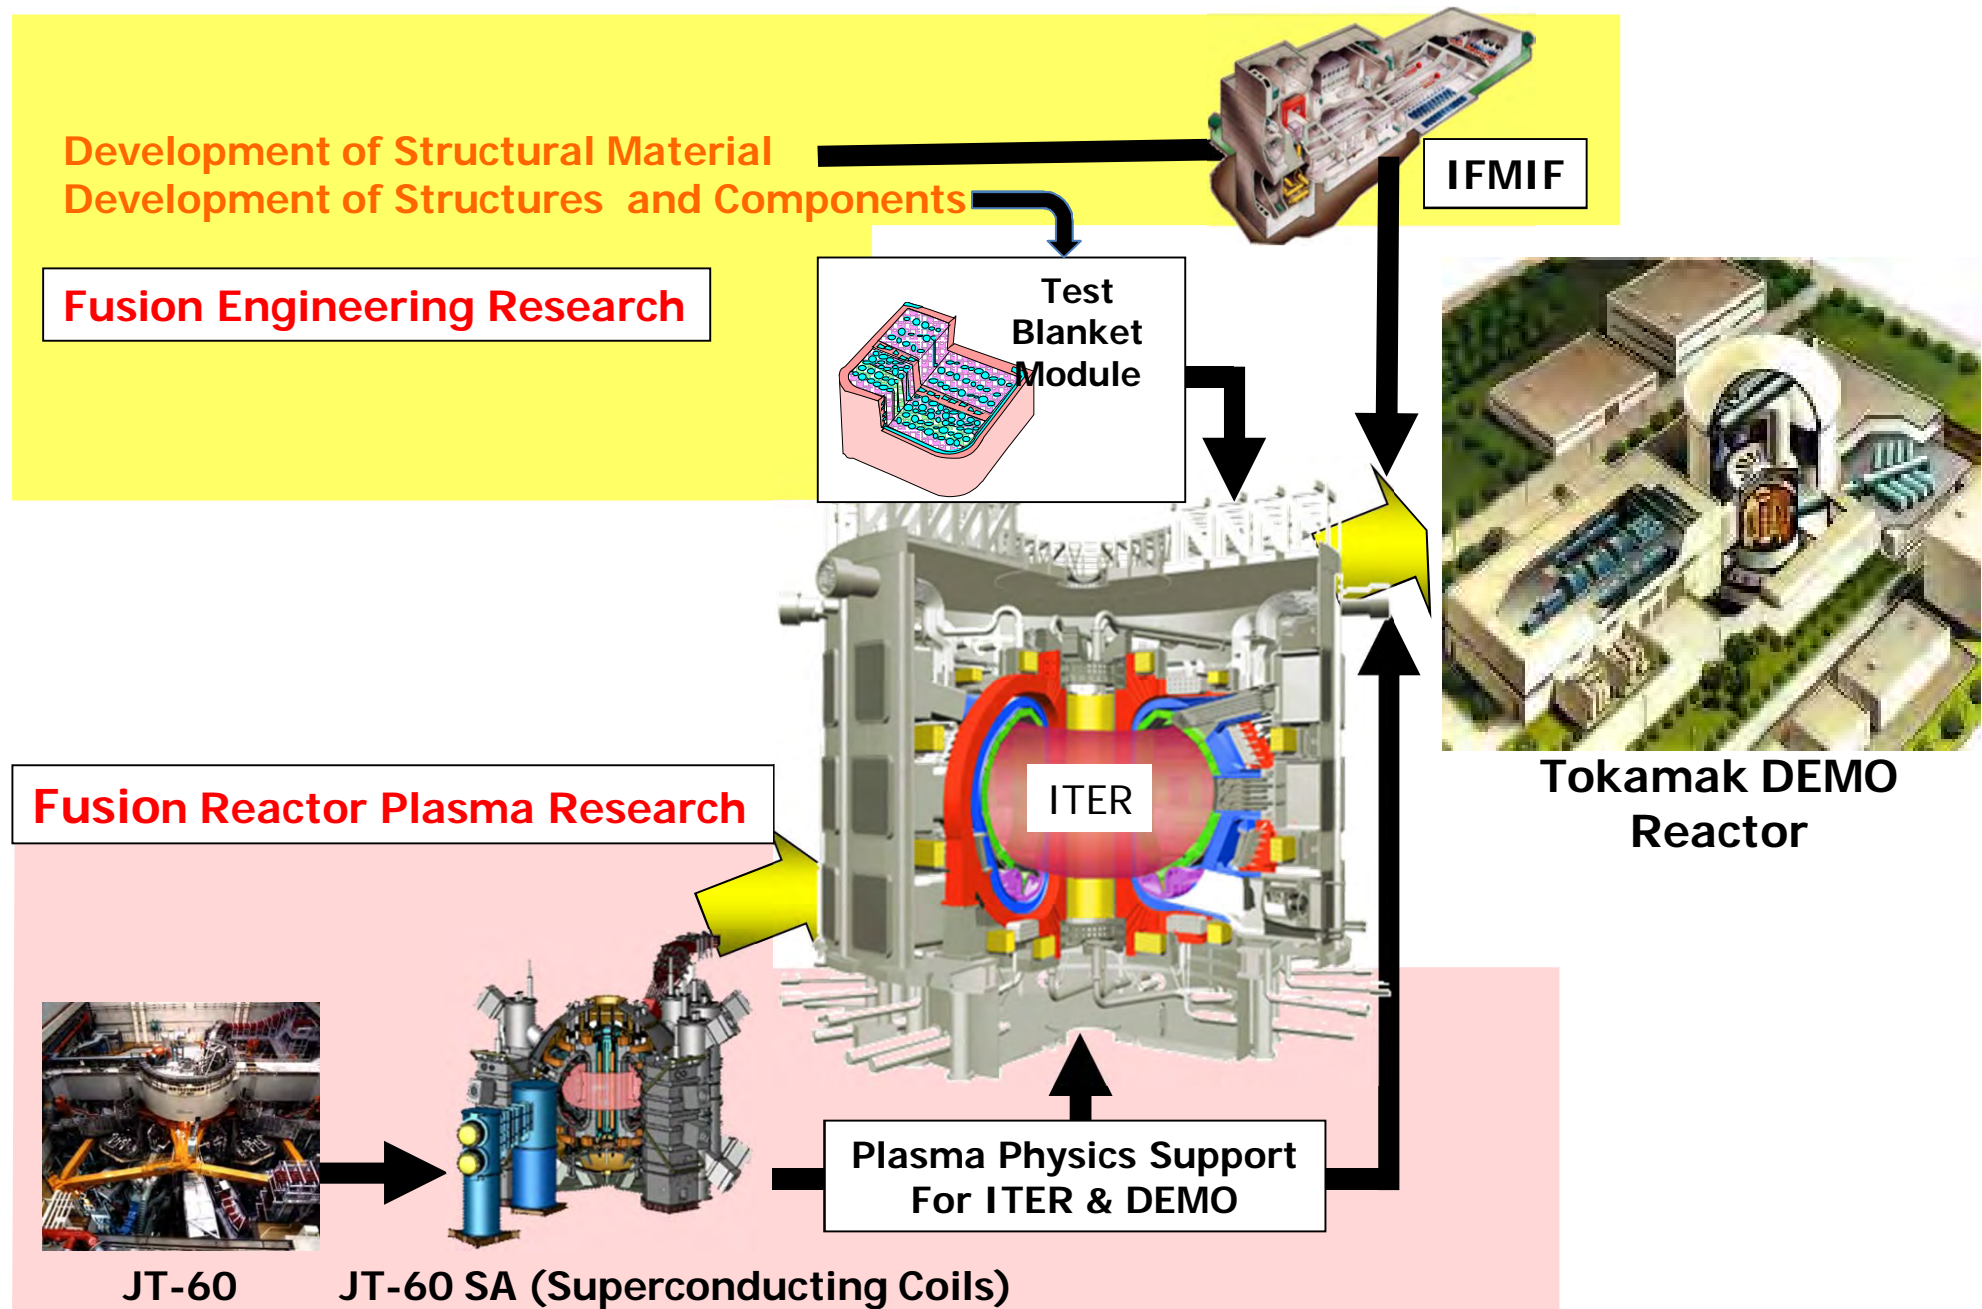 Development of Structural Material
Development of Structures and Components
IFMIF
Fusion Engineering Research
Test
Blanket
Module
Tokamak DEMO
Reactor
Fusion Reactor Plasma Research
ITER
Plasma Physics Support
For ITER & DEMO
JT-60
JT-60 SA (Superconducting Coils)